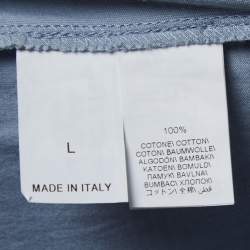 L
MADE IN ITALY
100%
COTONE\ COTTON\
COTON\ BAUMWOLLE\
ALGODÓN\ BAMBAKI\
KATOEN\ BOMULD\
ПАМУК\ BAVLNA\
BUMBAC\ ХЛОПОК\
コットン\ 全棉\ قطن